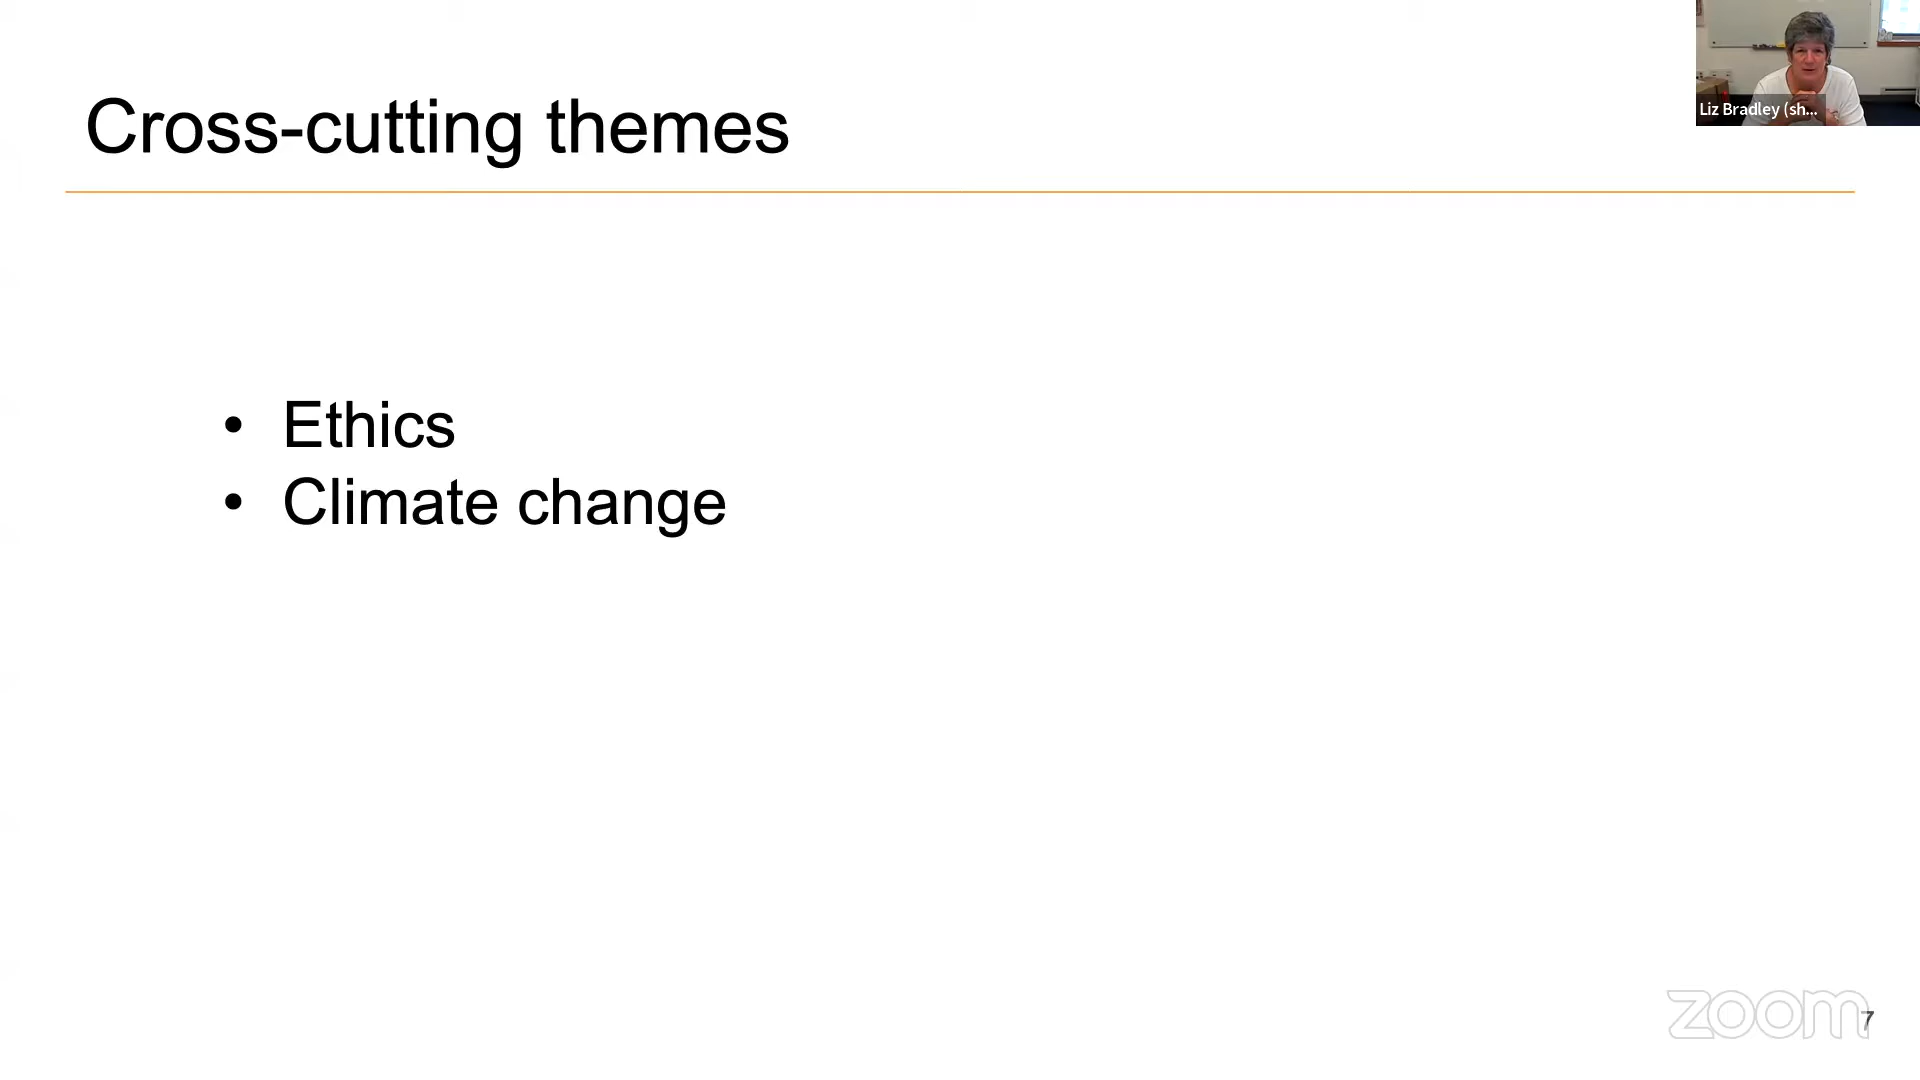 Cross-cutting themes
Liz Bradley (sh...
• Ethics
• Climate change
zoom
7